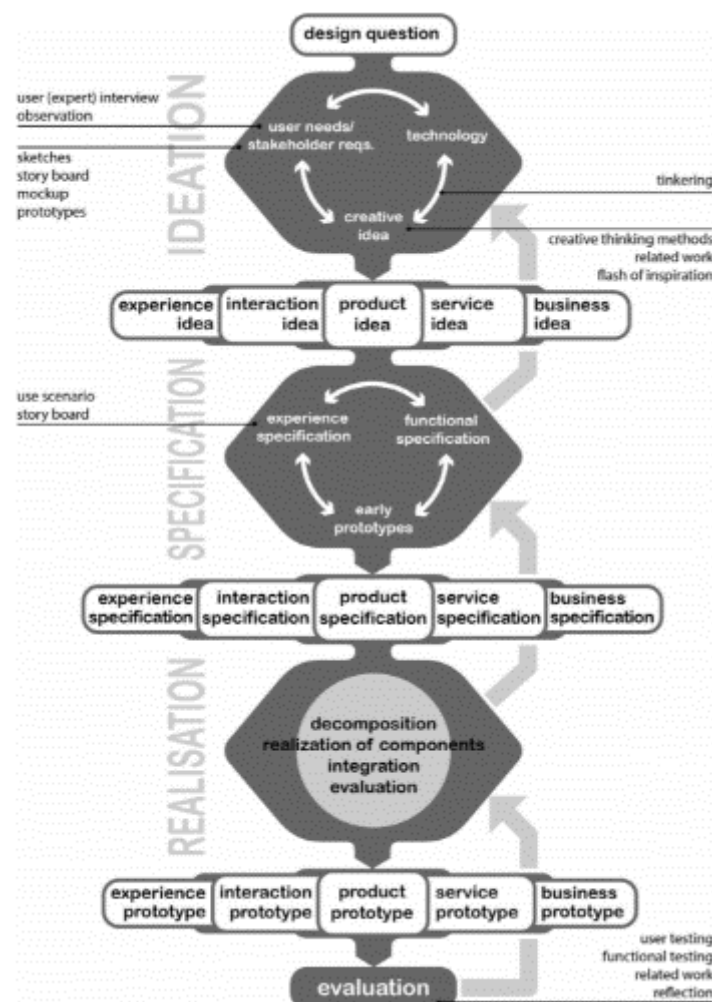 design question
IDEATION
user (expert) interview
observation
user needs/
stakeholder reqs.
technology
sketches
story board
mockup
prototypes
tinkering
creative
idea
creative thinking methods
related work
flash of inspiration
experience
idea
interaction
idea
product
idea
service
idea
business
idea
SPECIFICATION
use scenario
story board
experience
specification
functional
specification
early
prototypes
experience
specification
interaction
specification
product
specification
service
specification
business
specification
REALISATION
decomposition
realization of components
integration
evaluation
experience
prototype
interaction
prototype
product
prototype
service
prototype
business
prototype
evaluation
user testing
functional testing
related work
reflection